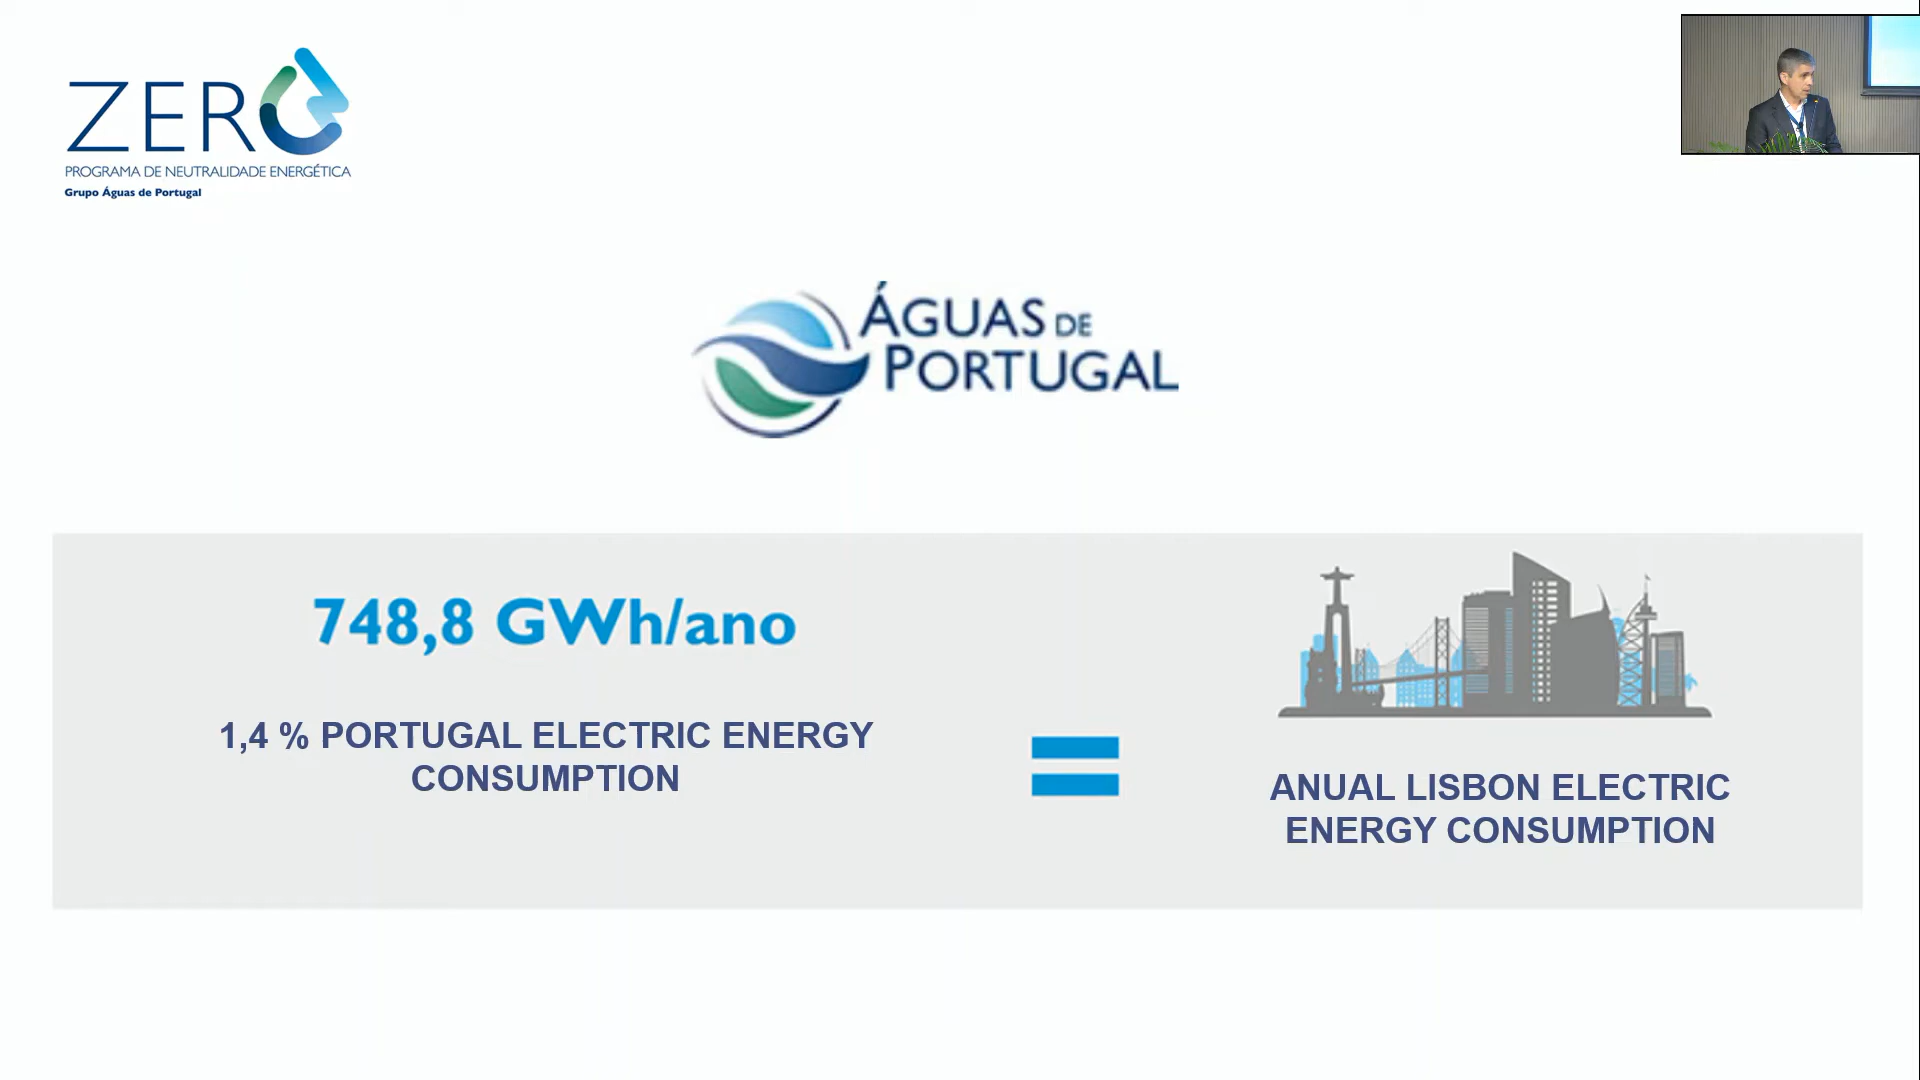 ZERO
PROGRAMA DE NEUTRALIDADE ENERGÉTICA
Grupo Águas de Portugal
ÁGUAS DE
PORTUGAL
748,8 GWh/ano
1,4 % PORTUGAL ELECTRIC ENERGY
CONSUMPTION
=
ANUAL LISBON ELECTRIC
ENERGY CONSUMPTION